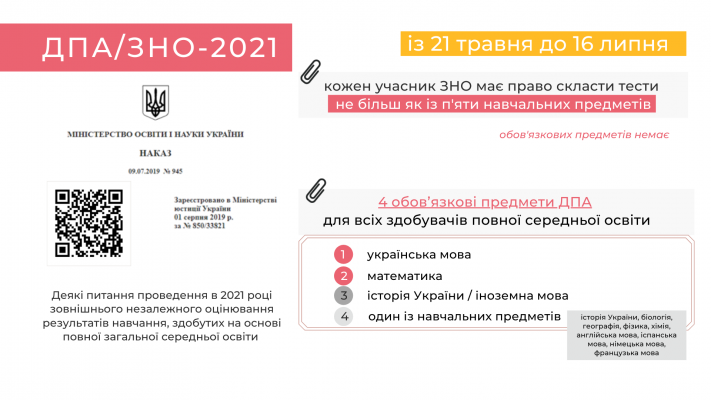 ДПА/ЗНО-2021
із 21 травня до 16 липня
кожен учасник ЗНО має право скласти тести
не більш як із п'яти навчальних предметів
обов'язкових предметів немає
МІНІСТЕРСТВО ОСВІТИ І НАУКИ УКРАЇНИ
НАКАЗ
09.07.2019 № 945
Зареєстровано в Міністерстві
юстиції України
01 серпня 2019 р.
за № 850/33821
Деякі питання проведення в 2021 році
зовнішнього незалежного оцінювання
результатів навчання, здобутих на основі
повної загальної середньої освіти
4 обов'язкові предмети ДПА
для всіх здобувачів повної середньої освіти
1 українська мова
2 математика
3 історія України / іноземна мова
4 один із навчальних предметів
історія України, біологія,
географія, фізика, хімія,
англійська мова, іспанська
мова, німецька мова,
французька мова